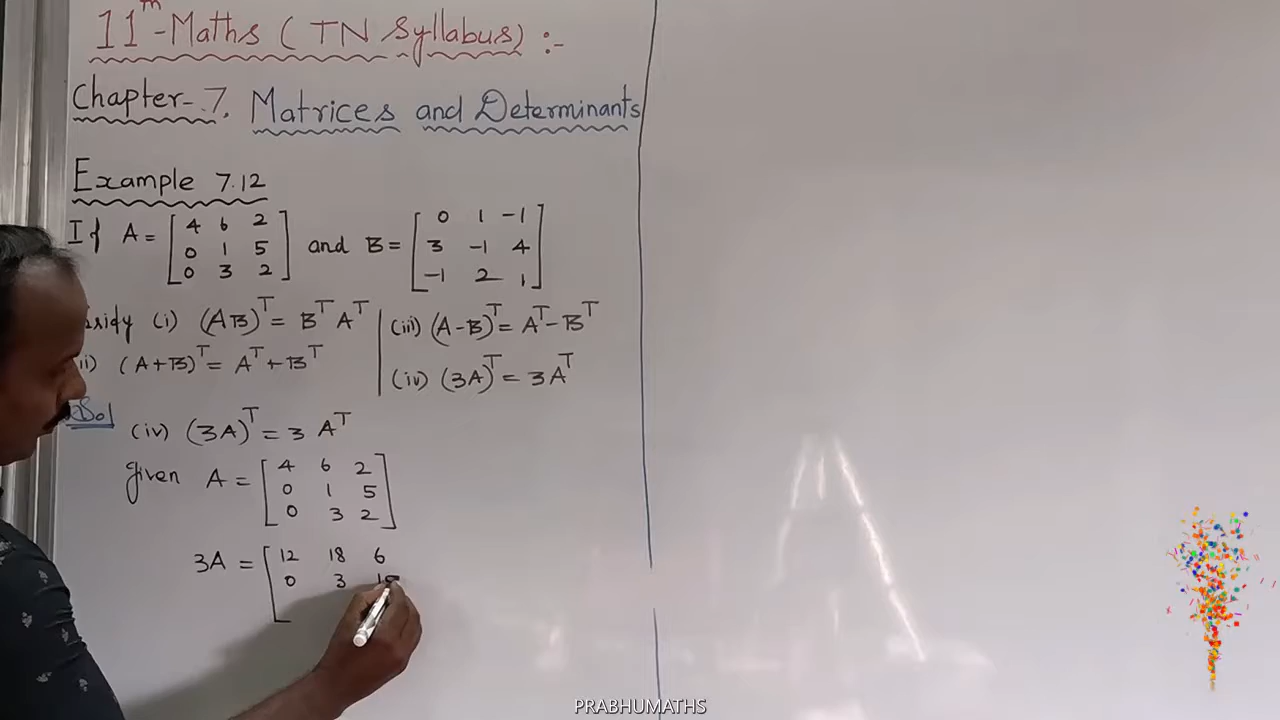 11th-Maths (TN Syllabus) :-
Chapter-7. Matrices and Determinants
Example 7.12
If A = [ 4 6 2
0 1 5
0 3 2 ] and B = [ 0 1 -1
3 -1 4
-1 2 1 ]
(i) (AB)^T = B^T A^T
(A+B)^T = A^T + B^T
(iii) (A-B)^T = A^T - B^T
(iv) (3A)^T = 3A^T
Sol
(iv) (3A)^T = 3 A^T
given A = [ 4 6 2
0 1 5
0 3 2 ]
3A = [ 12 18 6
0 3
PRABHUMATHS